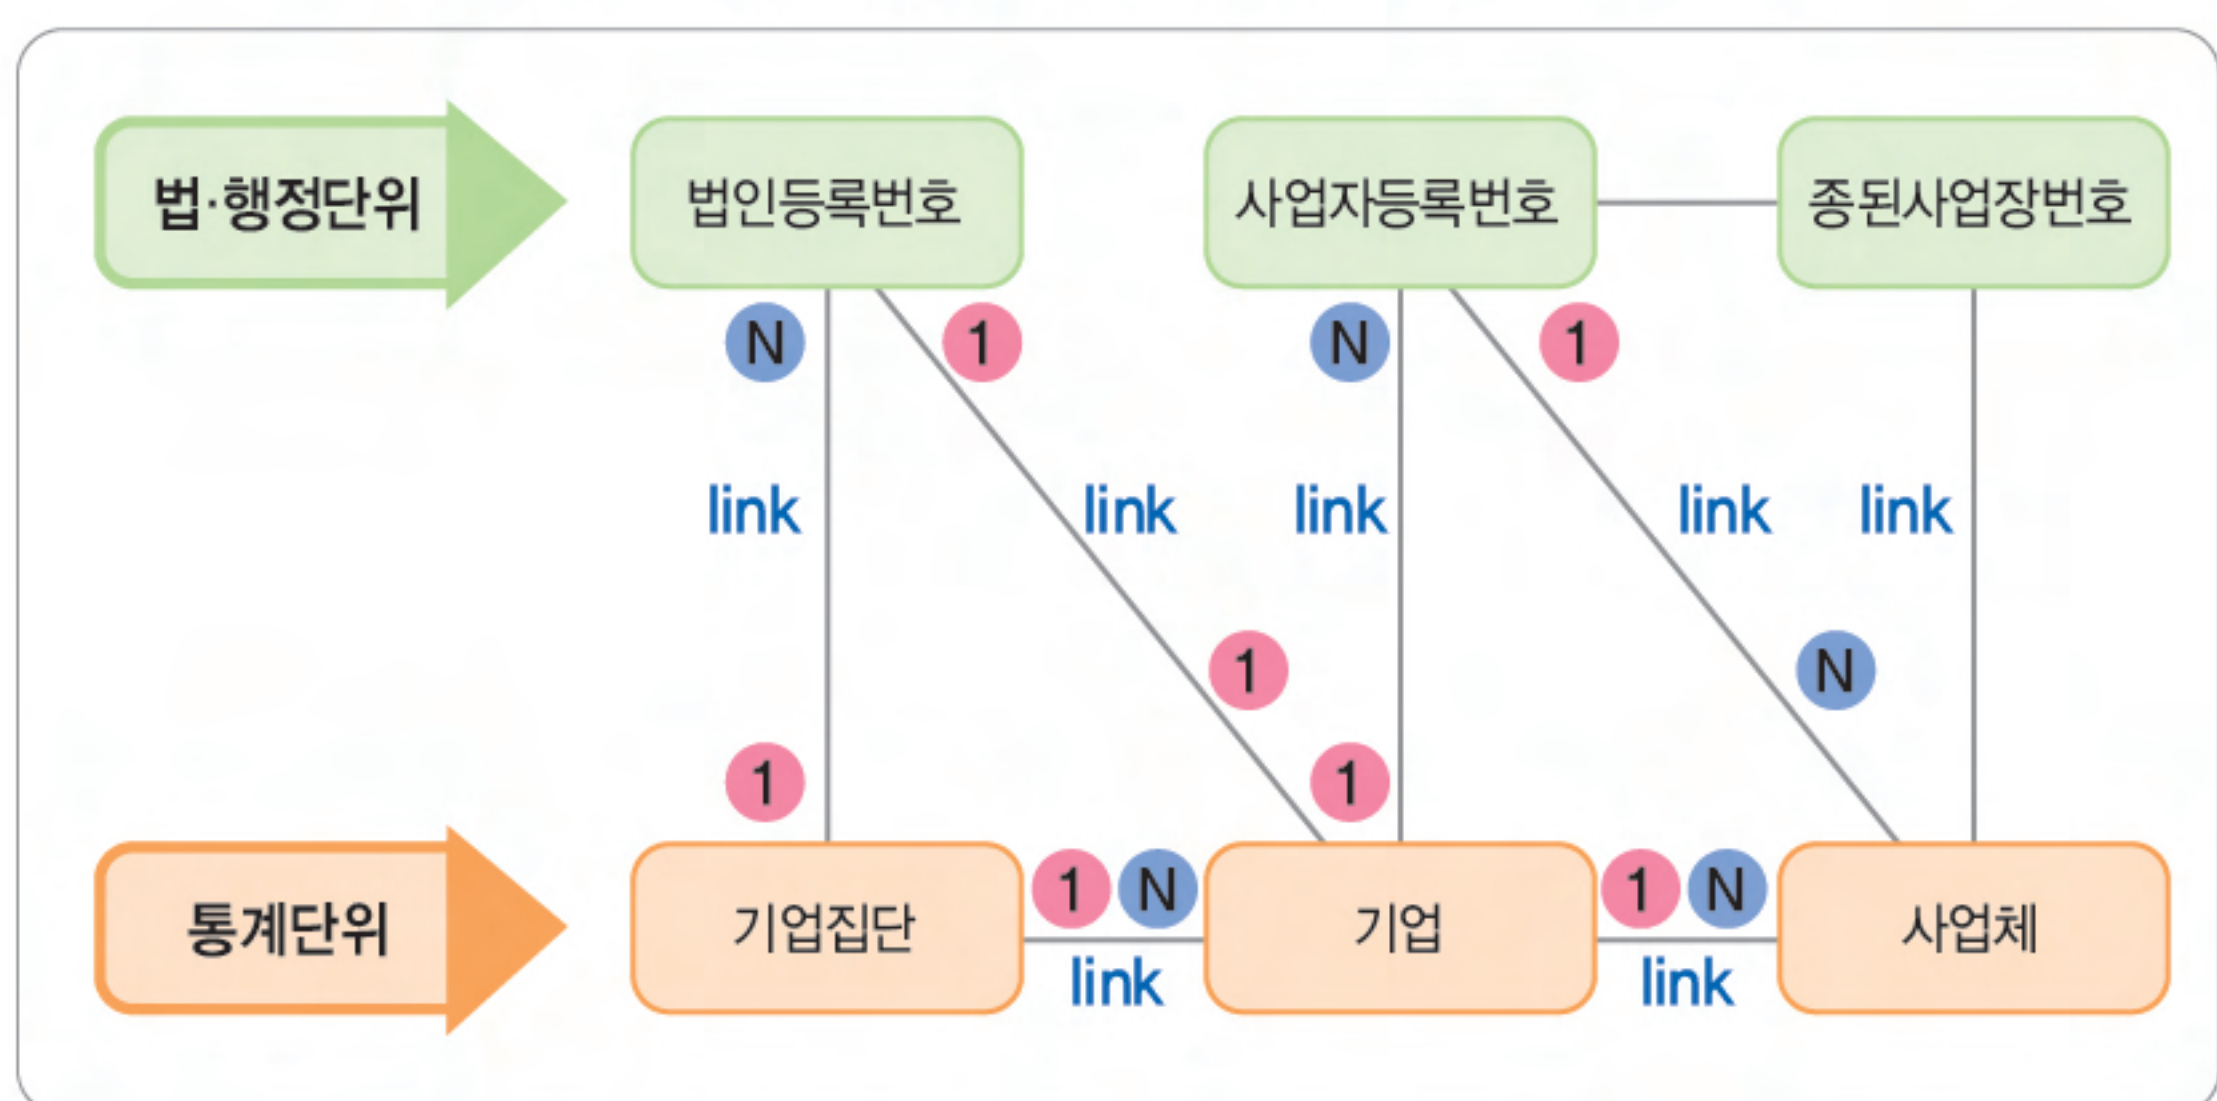 법·행정단위
법인등록번호
사업자등록번호
종된사업장번호
N
1
N
1
link
link
link
link
link
1
N
1
1
통계단위
기업집단
1 N
link
기업
1 N
link
사업체